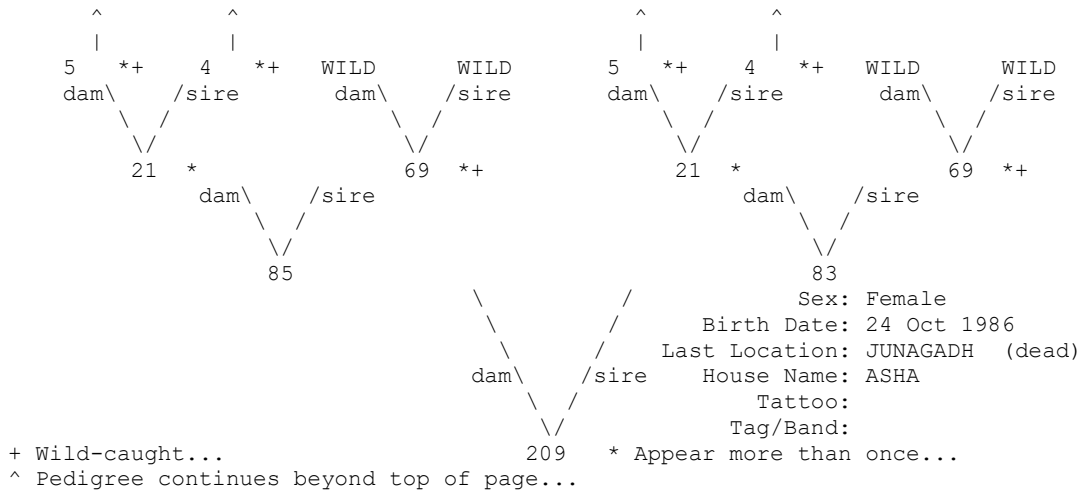 ^ ^ ^ ^
| | | |
5 *+ 4 *+ WILD WILD 5 *+ 4 *+ WILD WILD
dam\ /sire dam\ /sire dam\ /sire dam\ /sire
\ / \ / \ / \ /
\/ \/ \/ \/
21 * 69 *+ 21 * 69 *+
dam\ /sire dam\ /sire
\ / \ /
\/ \/
85 83
\ / Sex: Female
\ / Birth Date: 24 Oct 1986
\ / Last Location: JUNAGADH (dead)
dam\ /sire House Name: ASHA
\ / Tattoo:
\/ Tag/Band:
+ Wild-caught... 209 * Appear more than once...
^ Pedigree continues beyond top of page...